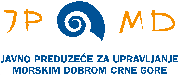 JP MD
JAVNO PREDUZEĆE ZA UPRAVLJANJE
MORSKIM DOBROM CRNE GORE